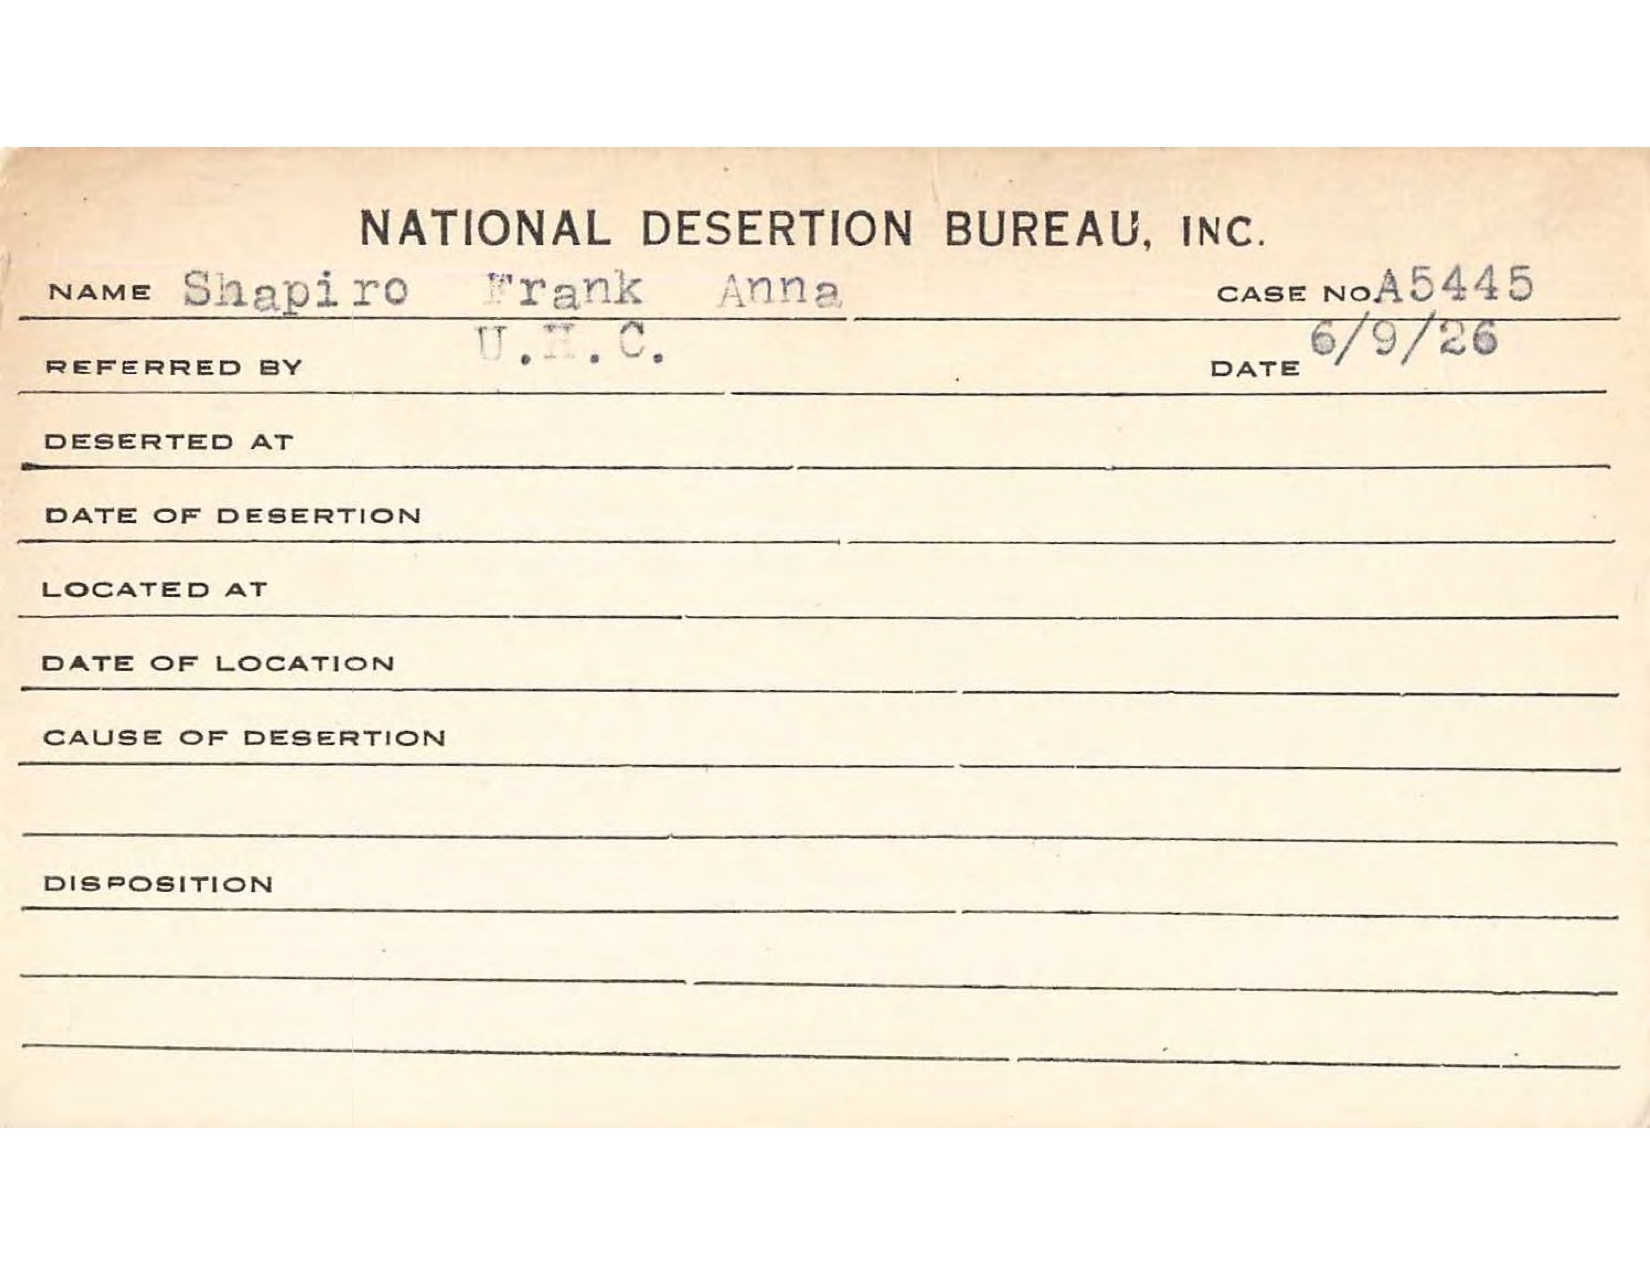 NATIONAL DESERTION BUREAU, INC.
NAME Shapiro Frank Anna CASE NO. A5445
REFERRED BY U.H.C. DATE 6/9/26
DESERTED AT
DATE OF DESERTION
LOCATED AT
DATE OF LOCATION
CAUSE OF DESERTION
DISPOSITION